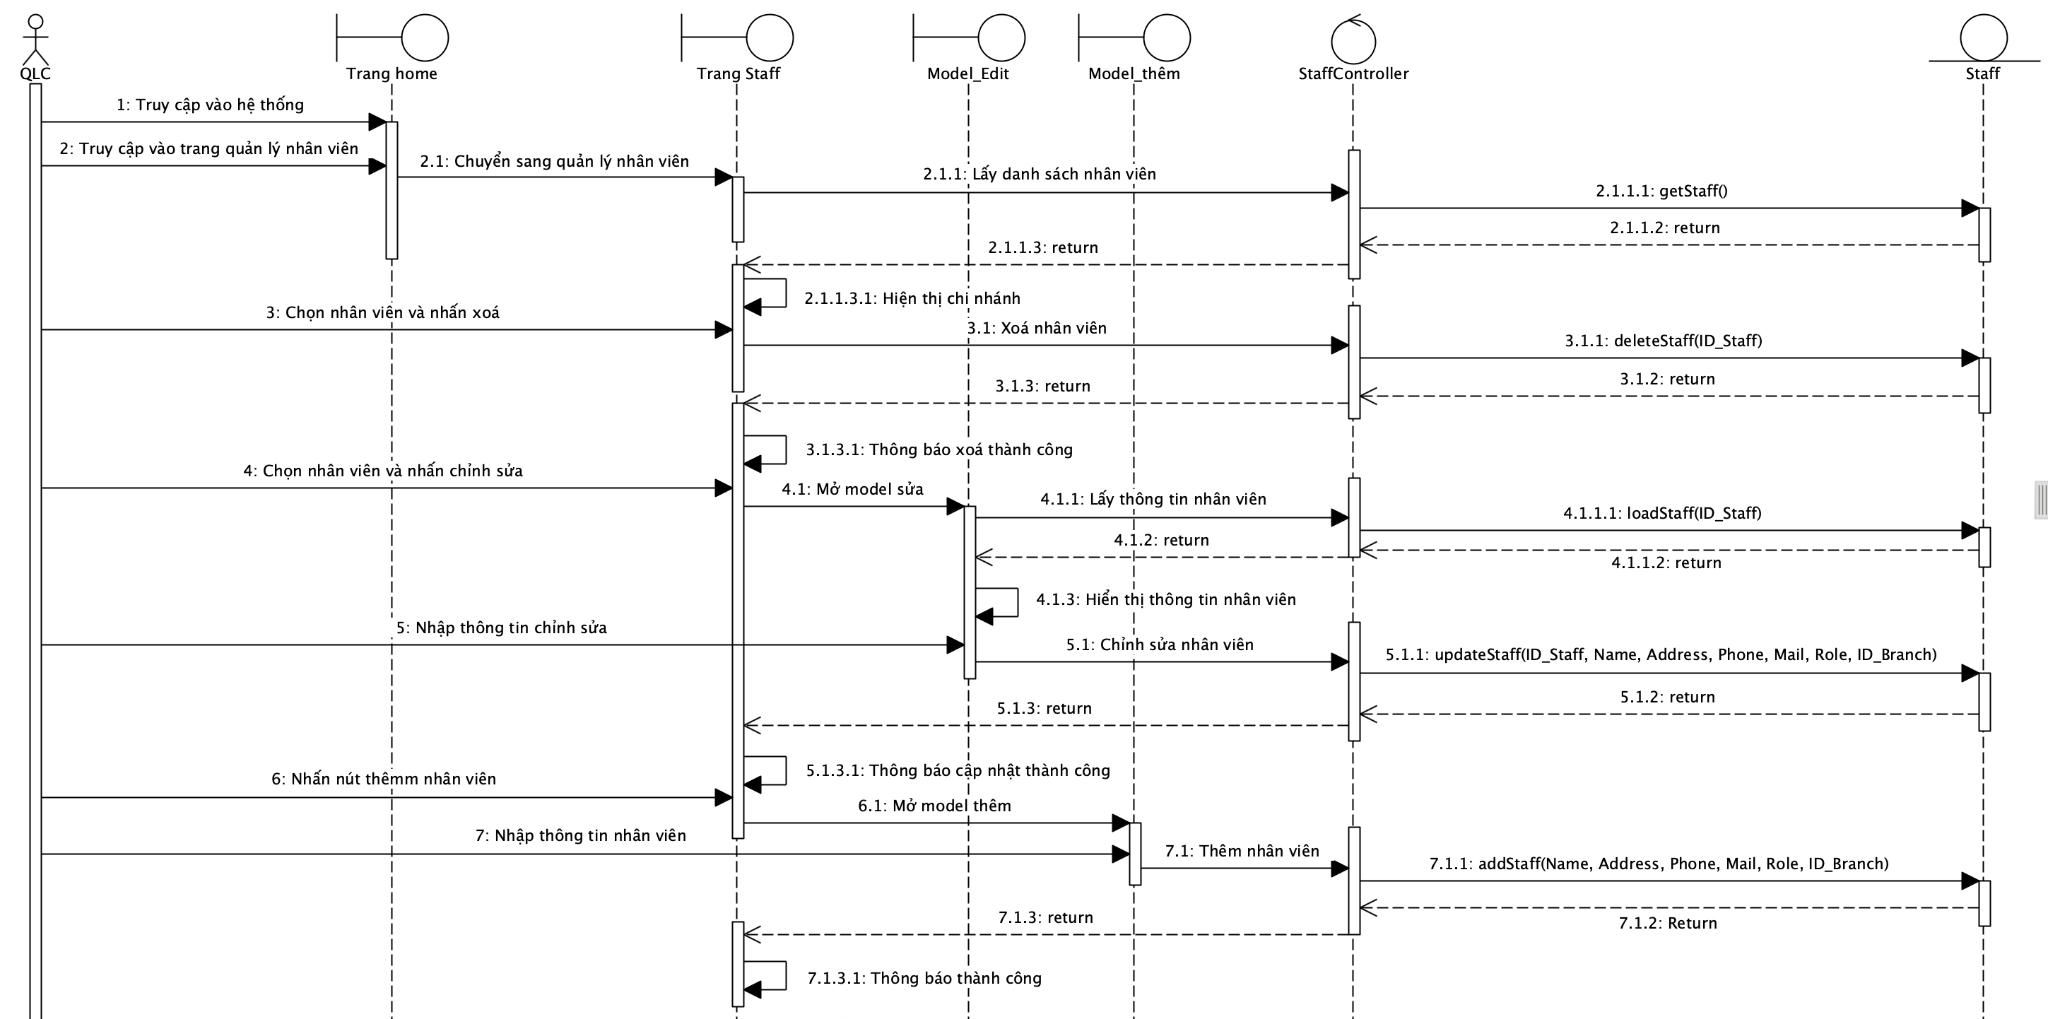 QLC
Trang home
Trang Staff
Model_Edit
Model_thêm
StaffController
Staff
1: Truy cập vào hệ thống
2: Truy cập vào trang quản lý nhân viên
2.1: Chuyển sang quản lý nhân viên
2.1.1: Lấy danh sách nhân viên
2.1.1.1: getStaff()
2.1.1.2: return
2.1.1.3: return
2.1.1.3.1: Hiện thị chi nhánh
3: Chọn nhân viên và nhấn xoá
3.1: Xoá nhân viên
3.1.1: deleteStaff(ID_Staff)
3.1.2: return
3.1.3: return
3.1.3.1: Thông báo xoá thành công
4: Chọn nhân viên và nhấn chỉnh sửa
4.1: Mở model sửa
4.1.1: Lấy thông tin nhân viên
4.1.1.1: loadStaff(ID_Staff)
4.1.2: return
4.1.1.2: return
4.1.3: Hiển thị thông tin nhân viên
5: Nhập thông tin chỉnh sửa
5.1: Chỉnh sửa nhân viên
5.1.1: updateStaff(ID_Staff, Name, Address, Phone, Mail, Role, ID_Branch)
5.1.2: return
5.1.3: return
5.1.3.1: Thông báo cập nhật thành công
6: Nhấn nút thêmm nhân viên
6.1: Mở model thêm
7: Nhập thông tin nhân viên
7.1: Thêm nhân viên
7.1.1: addStaff(Name, Address, Phone, Mail, Role, ID_Branch)
7.1.3: return
7.1.2: Return
7.1.3.1: Thông báo thành công